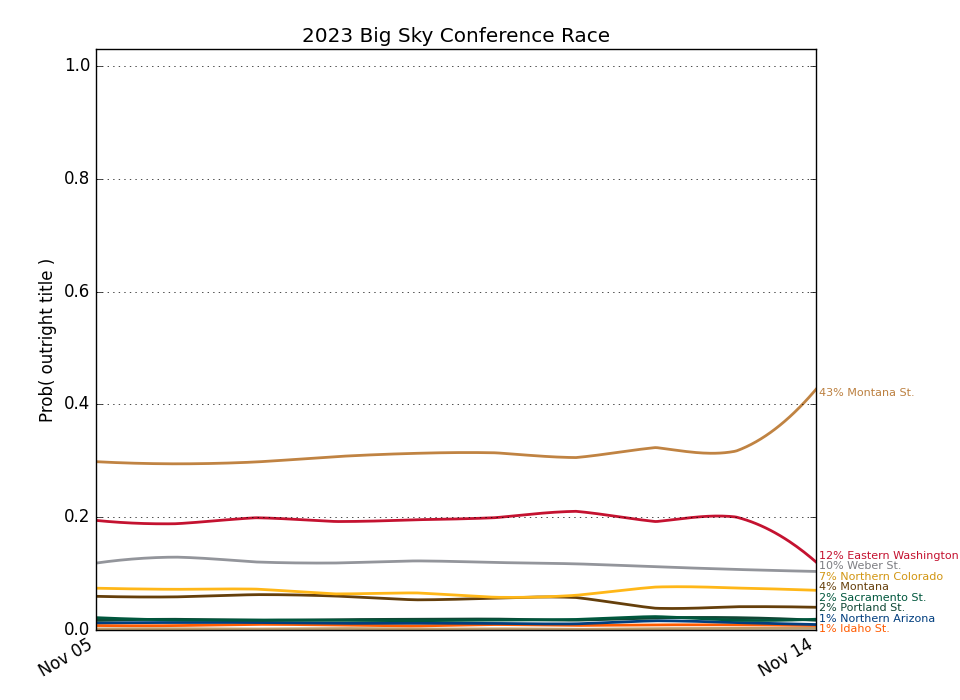 2023 Big Sky Conference Race
Prob( outright title )
1.0
0.8
0.6
0.4
0.2
0.0
Nov 05
Nov 14
43% Montana St.
12% Eastern Washington
10% Weber St.
7% Northern Colorado
4% Montana
2% Sacramento St.
2% Portland St.
1% Northern Arizona
1% Idaho St.